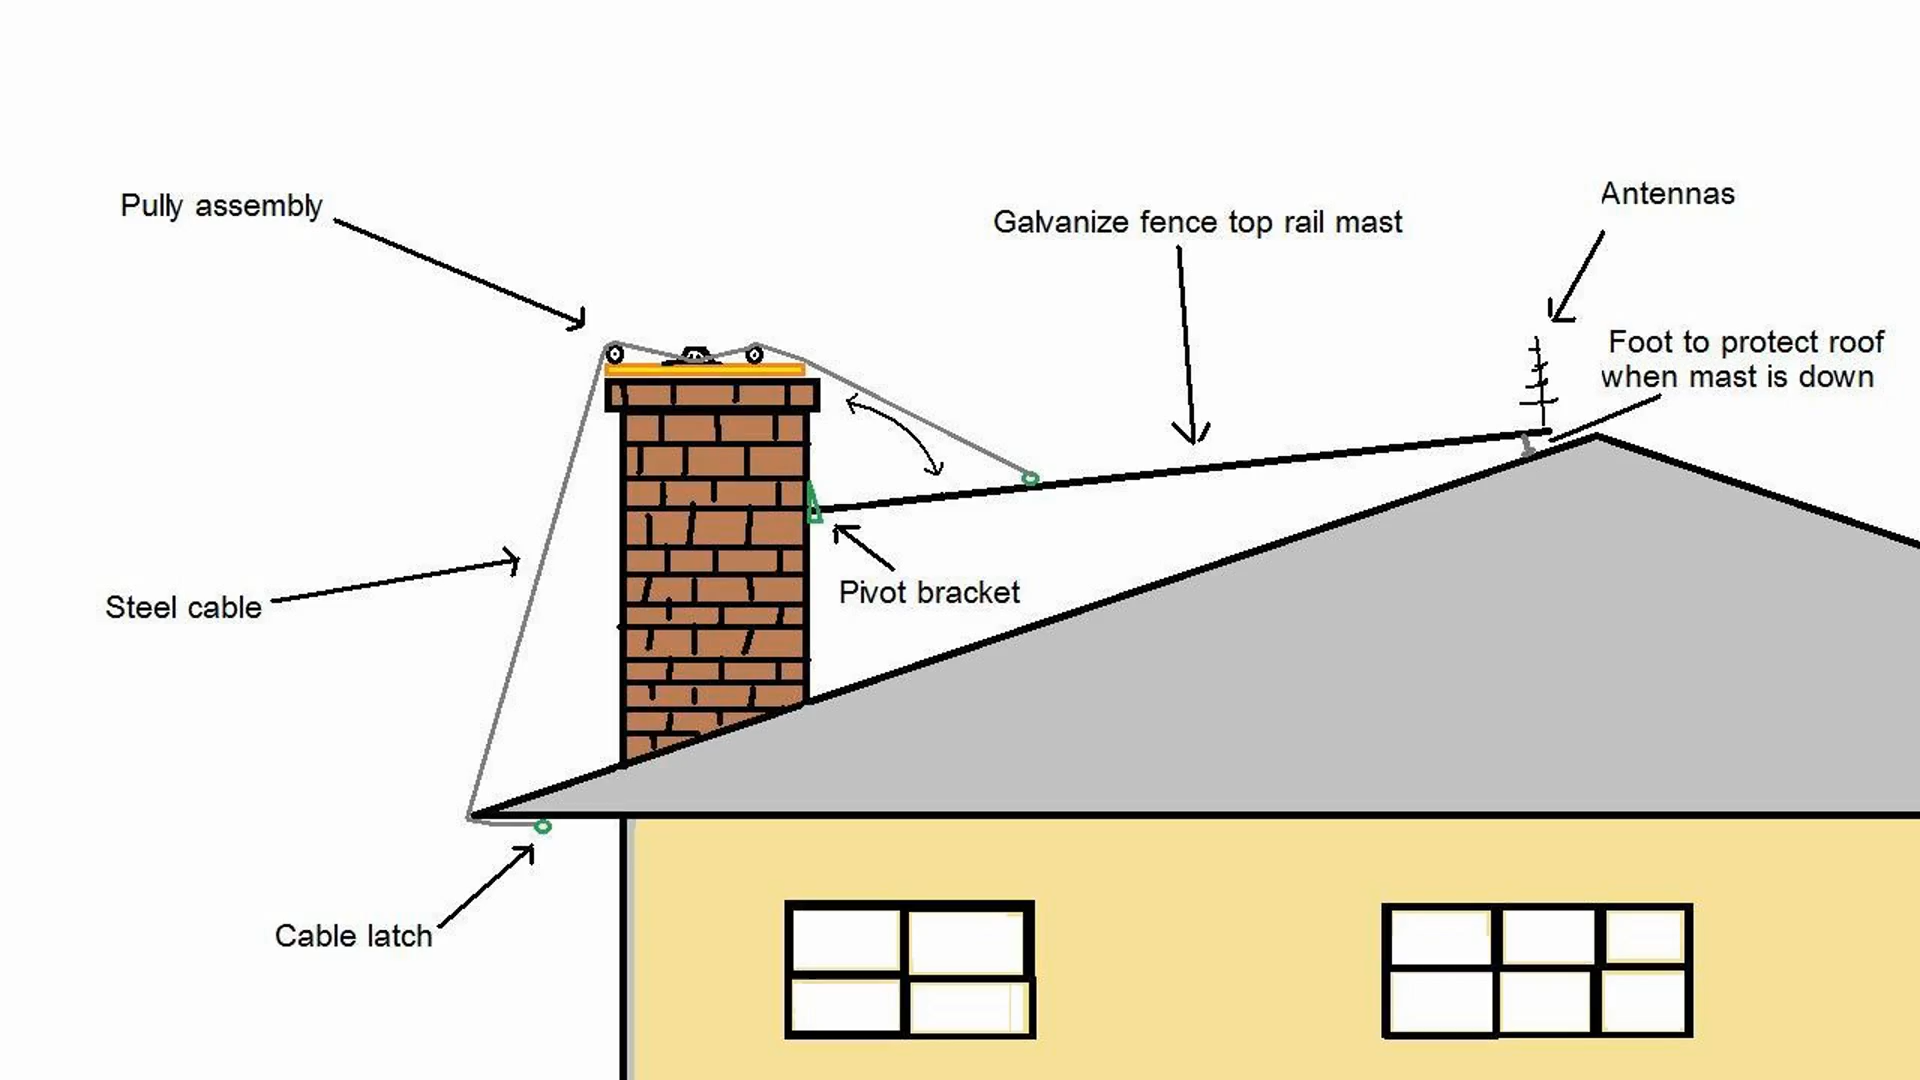 Pully assembly
Galvanize fence top rail mast
Antennas
Foot to protect roof
when mast is down
Steel cable
Pivot bracket
Cable latch